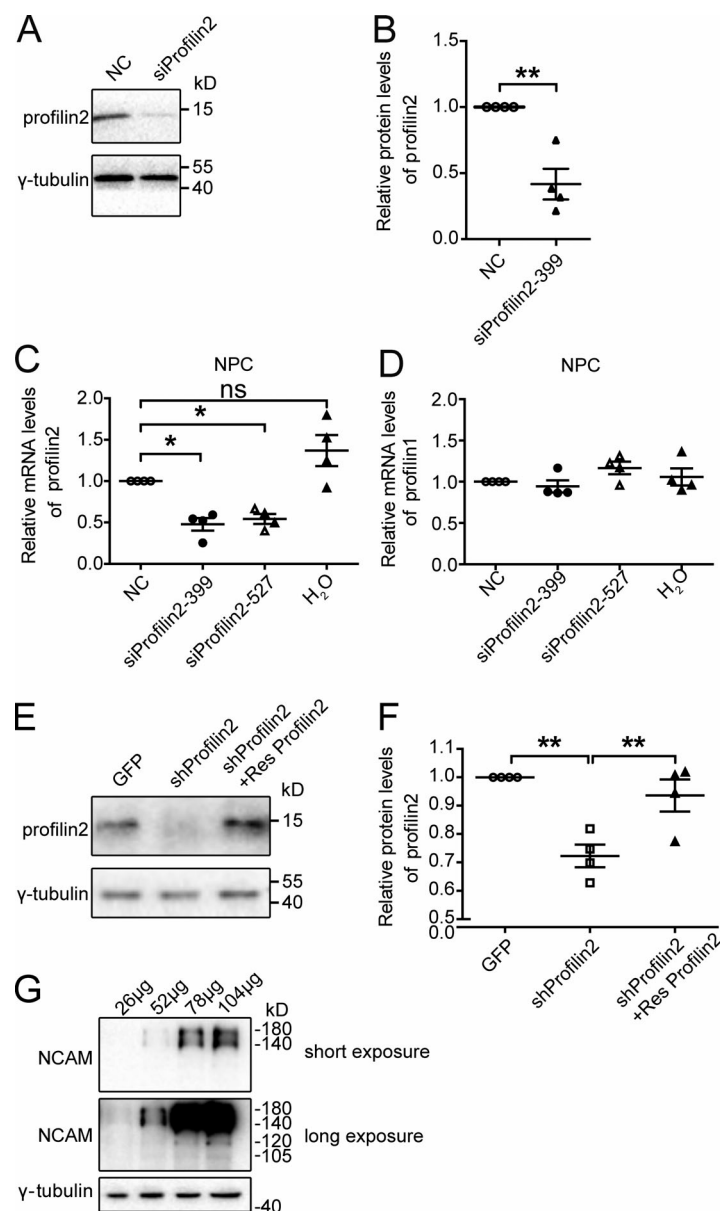 A
NC
siProfilin2
kD
profilin2
15
γ-tubulin
55
40
B
Relative protein levels
of profilin2
1.0
0.5
0.0
**
NC
siProfilin2-399
C
NPC
Relative mRNA levels
of profilin2
2.0
1.5
1.0
0.5
0.0
ns
*
*
NC
siProfilin2-399
siProfilin2-527
H2O
D
NPC
Relative mRNA levels
of profilin1
2.0
1.5
1.0
0.5
0.0
NC
siProfilin2-399
siProfilin2-527
H2O
E
GFP
shProfilin2
shProfilin2
+Res Profilin2
kD
profilin2
15
γ-tubulin
55
40
F
Relative protein levels
of profilin2
1.1
1.0
0.9
0.8
0.7
0.6
0.5
0.0
**
**
GFP
shProfilin2
shProfilin2
+Res Profilin2
G
26μg
52μg
78μg
104μg
kD
NCAM
-180
-140
short exposure
NCAM
-180
-140
-120
-105
long exposure
γ-tubulin
-40